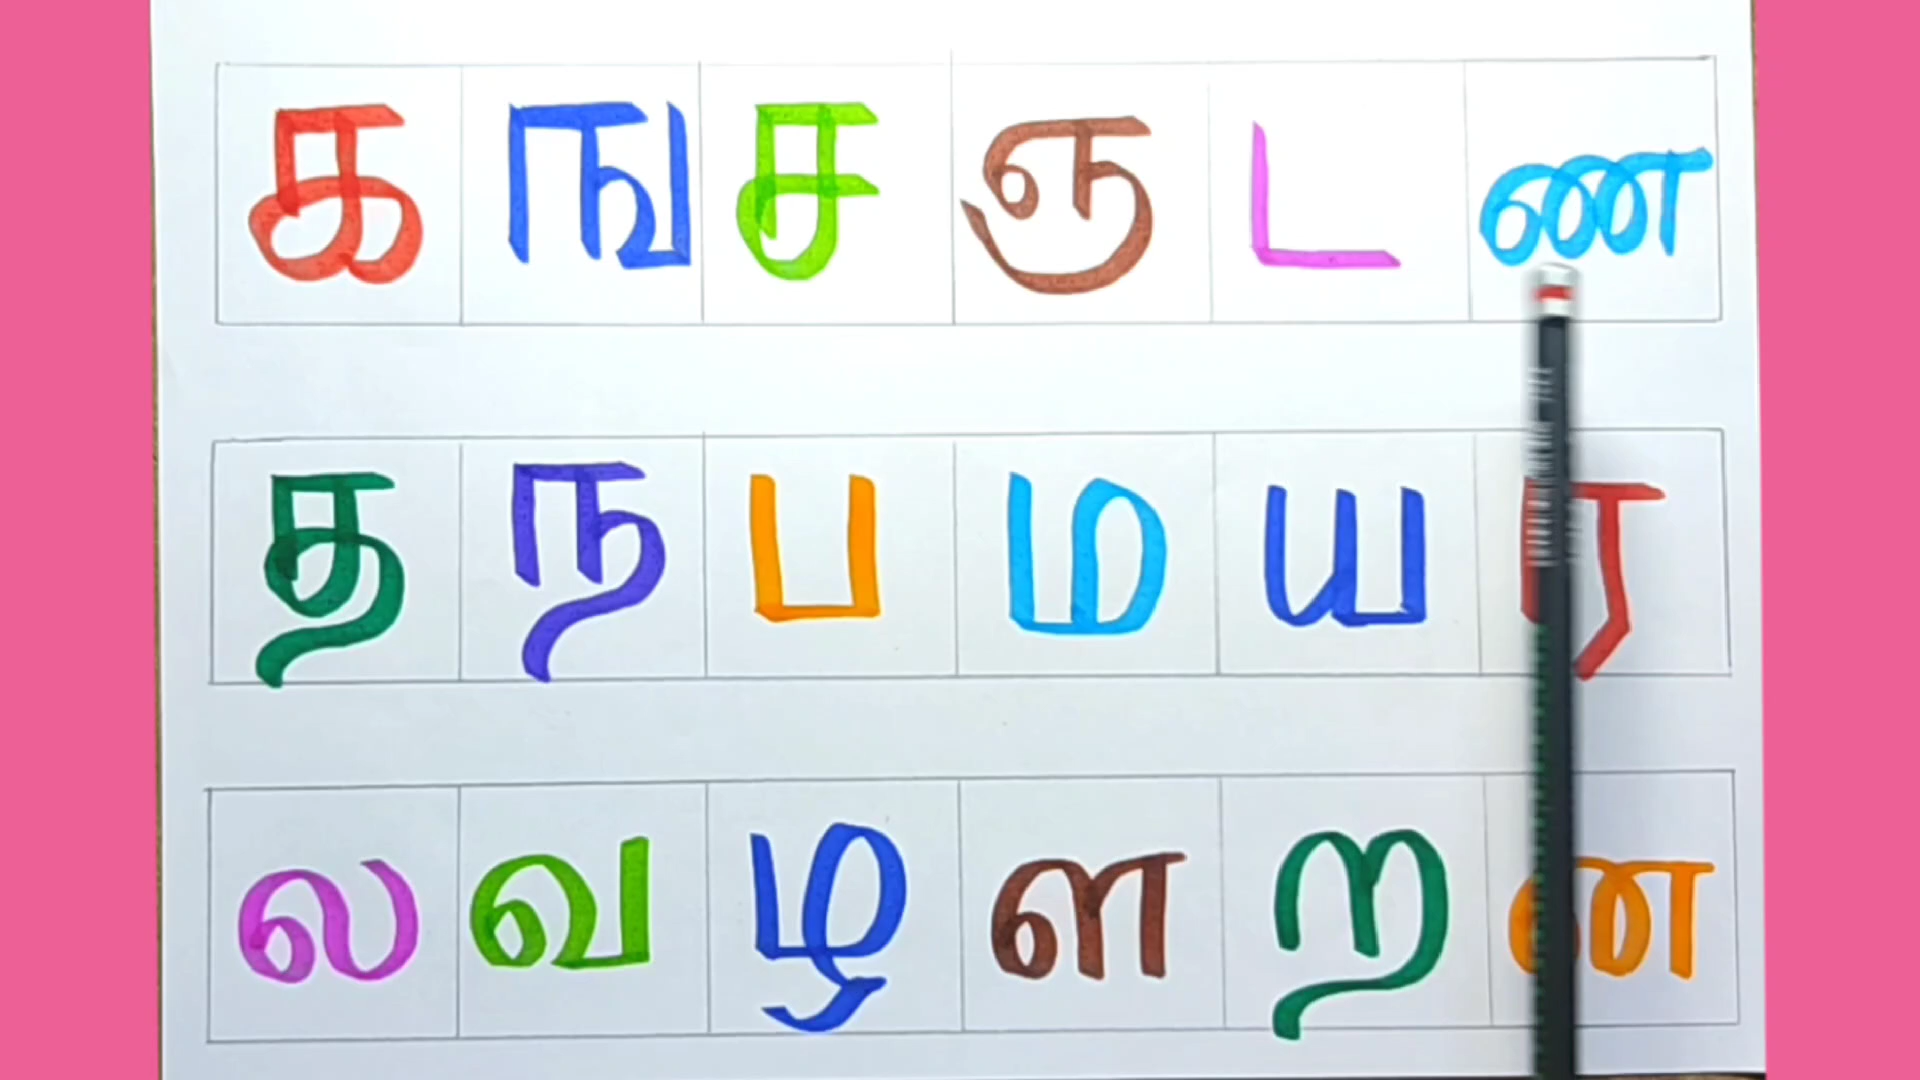 க ங ச ஞ ட ண
த ந ப ம ய ர
ல வ ழ ள ற ன